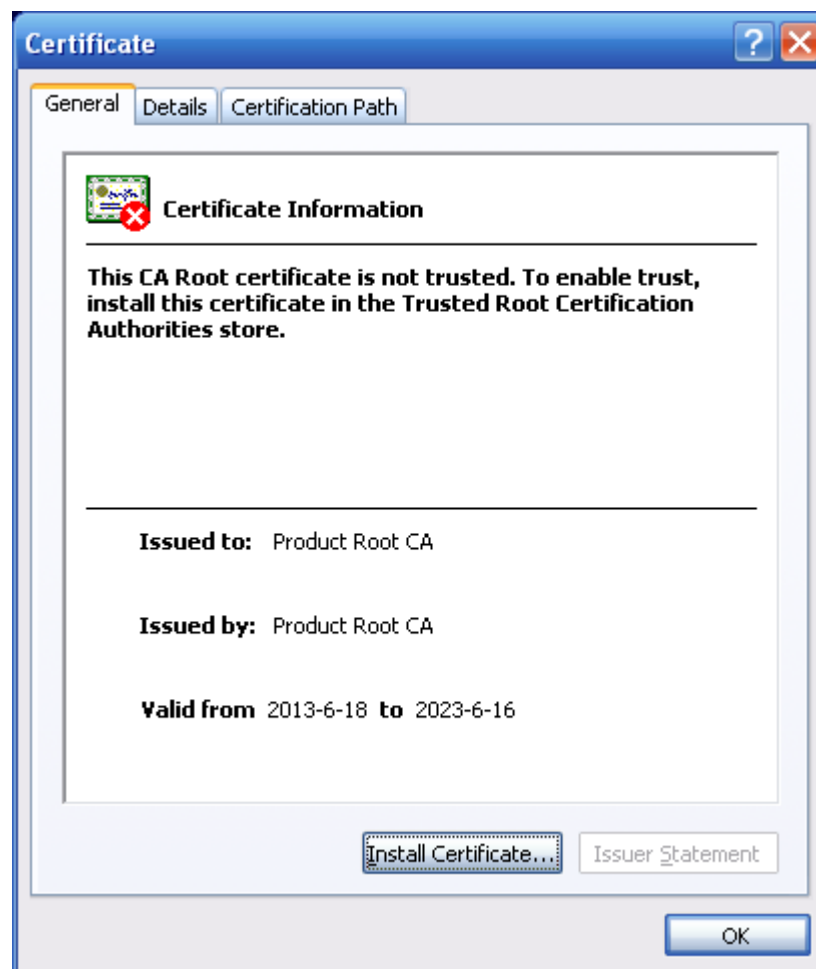 Certificate
General Details Certification Path
Certificate Information
This CA Root certificate is not trusted. To enable trust,
install this certificate in the Trusted Root Certification
Authorities store.
Issued to: Product Root CA
Issued by: Product Root CA
Valid from 2013-6-18 to 2023-6-16
Install Certificate... Issuer Statement
OK